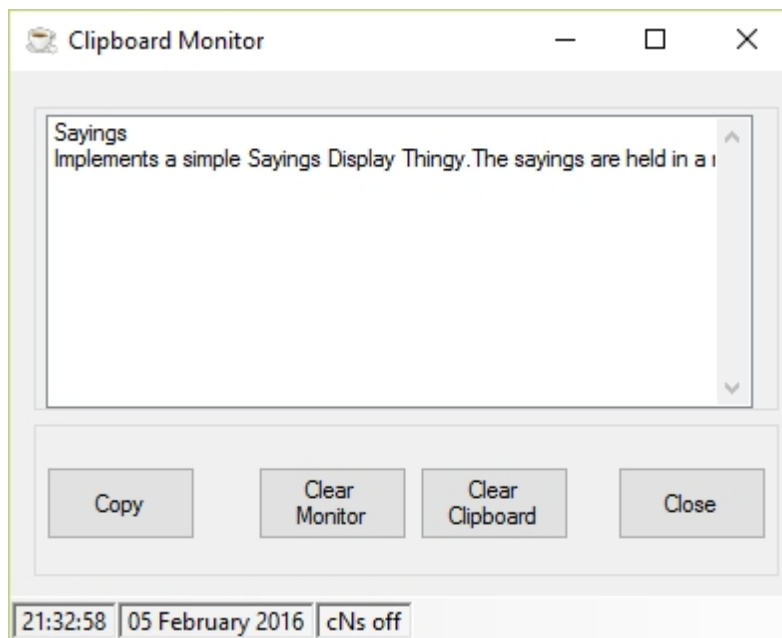 Clipboard Monitor
Sayings
Implements a simple Sayings Display Thingy.The sayings are held in a
Copy
Clear
Monitor
Clear
Clipboard
Close
21:32:58 05 February 2016 cNs off